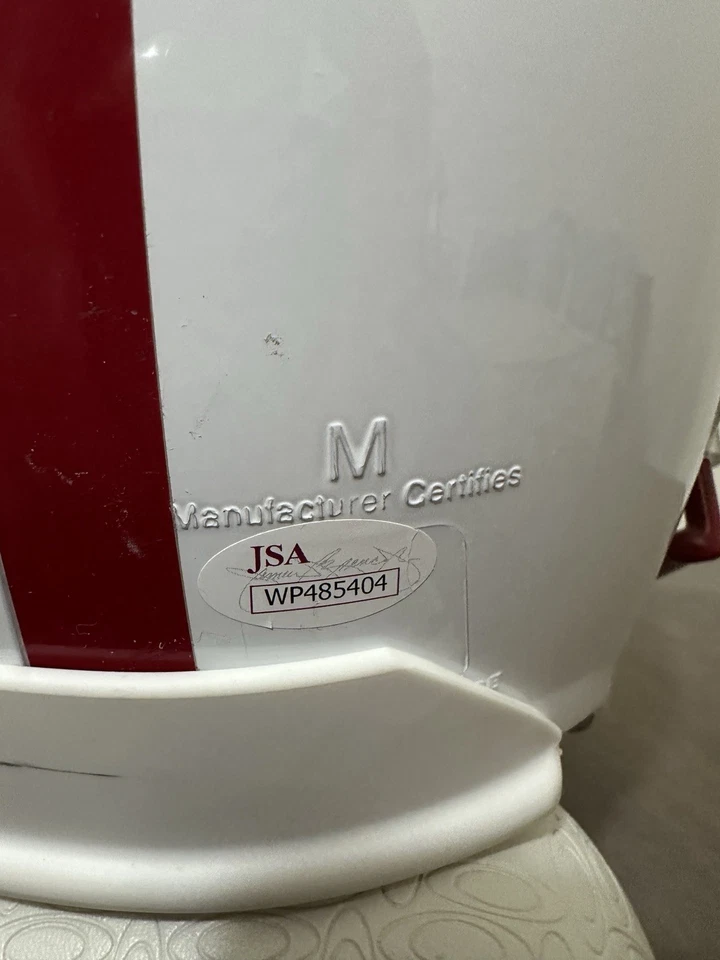 M
Manufacturer Certifies
JSA
WP485404